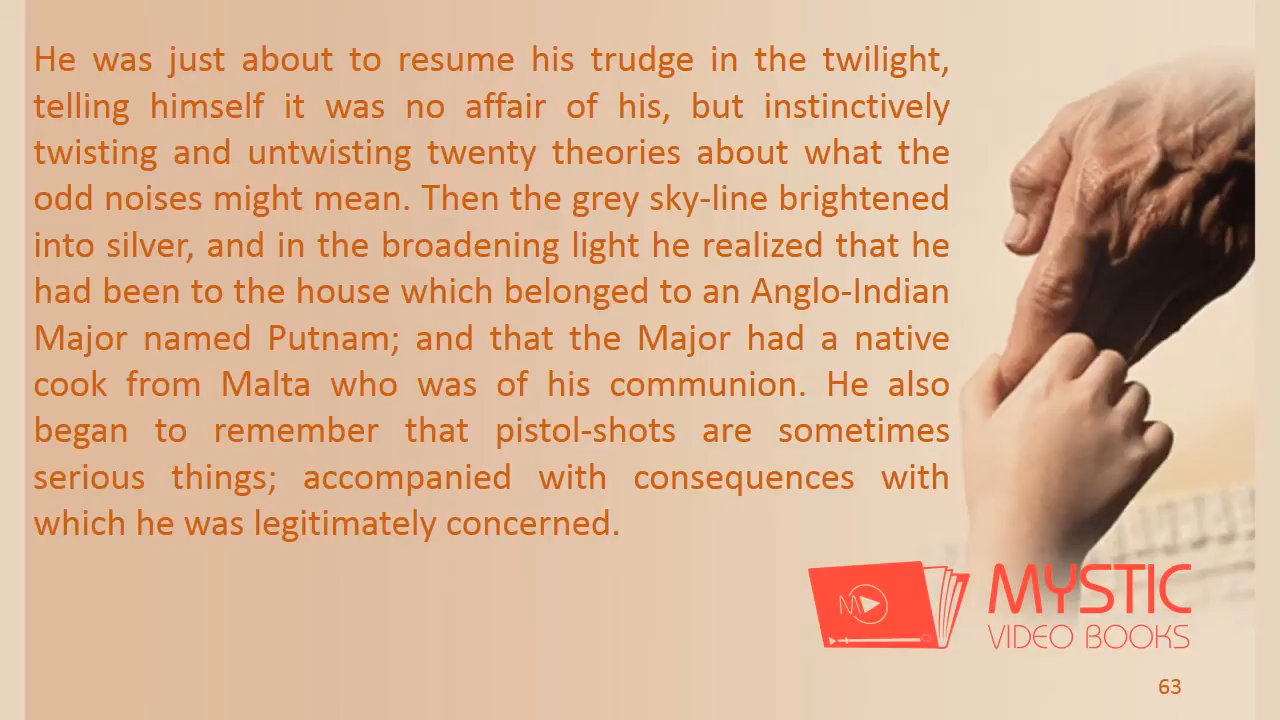 He was just about to resume his trudge in the twilight,
telling himself it was no affair of his, but instinctively
twisting and untwisting twenty theories about what the
odd noises might mean. Then the grey sky-line brightened
into silver, and in the broadening light he realized that he
had been to the house which belonged to an Anglo-Indian
Major named Putnam; and that the Major had a native
cook from Malta who was of his communion. He also
began to remember that pistol-shots are sometimes
serious things; accompanied with consequences with
which he was legitimately concerned.
M
MYSTIC
VIDEO BOOKS
63